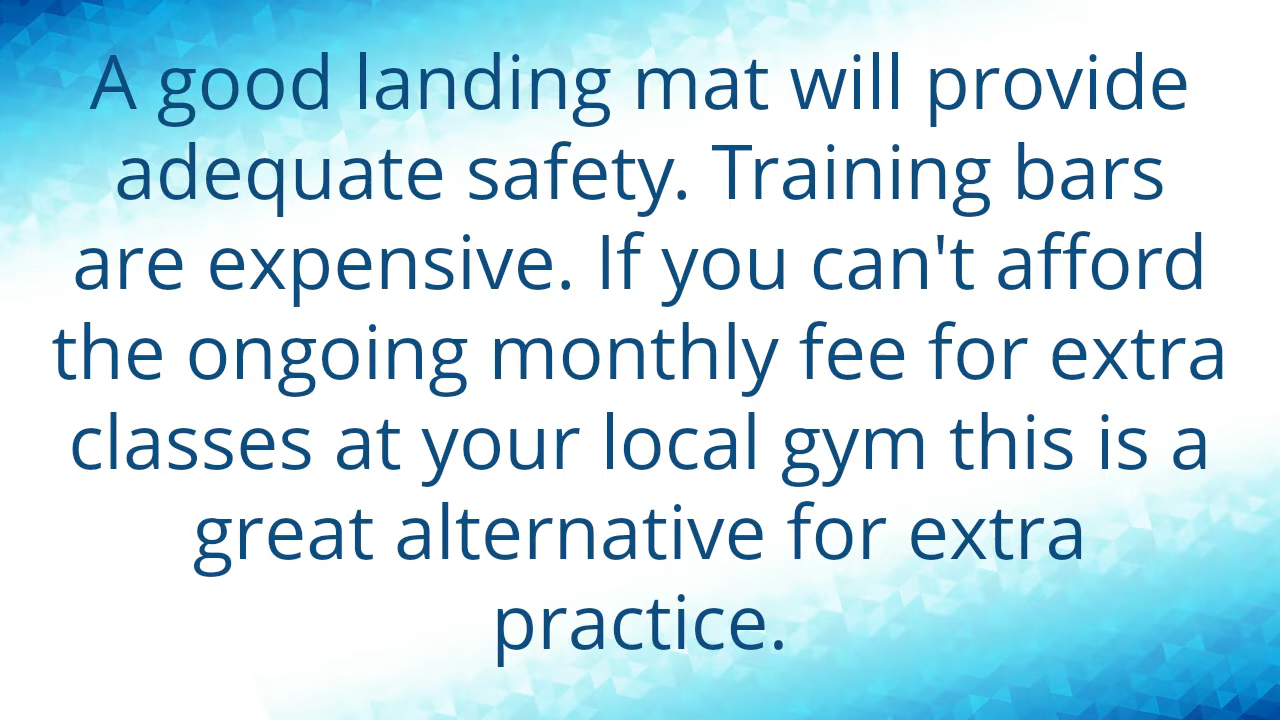 A good landing mat will provide
adequate safety. Training bars
are expensive. If you can't afford
the ongoing monthly fee for extra
classes at your local gym this is a
great alternative for extra
practice.